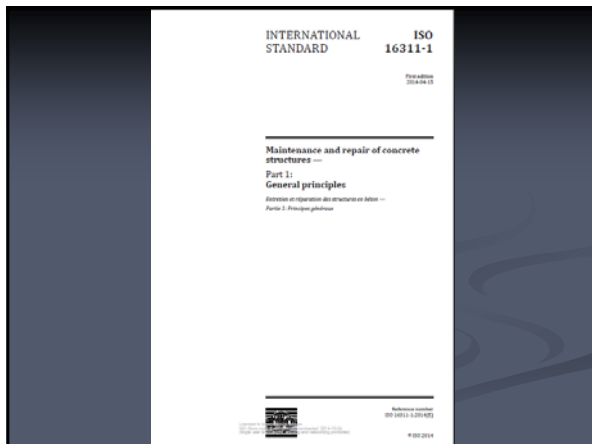 INTERNATIONAL
STANDARD
ISO
16311-1
First edition
2014-04-15
Maintenance and repair of concrete
structures —
Part 1:
General principles
Entretien et réparation des structures en béton —
Partie 1: Principes généraux
Reference number
ISO 16311-1:2014(E)
© ISO 2014